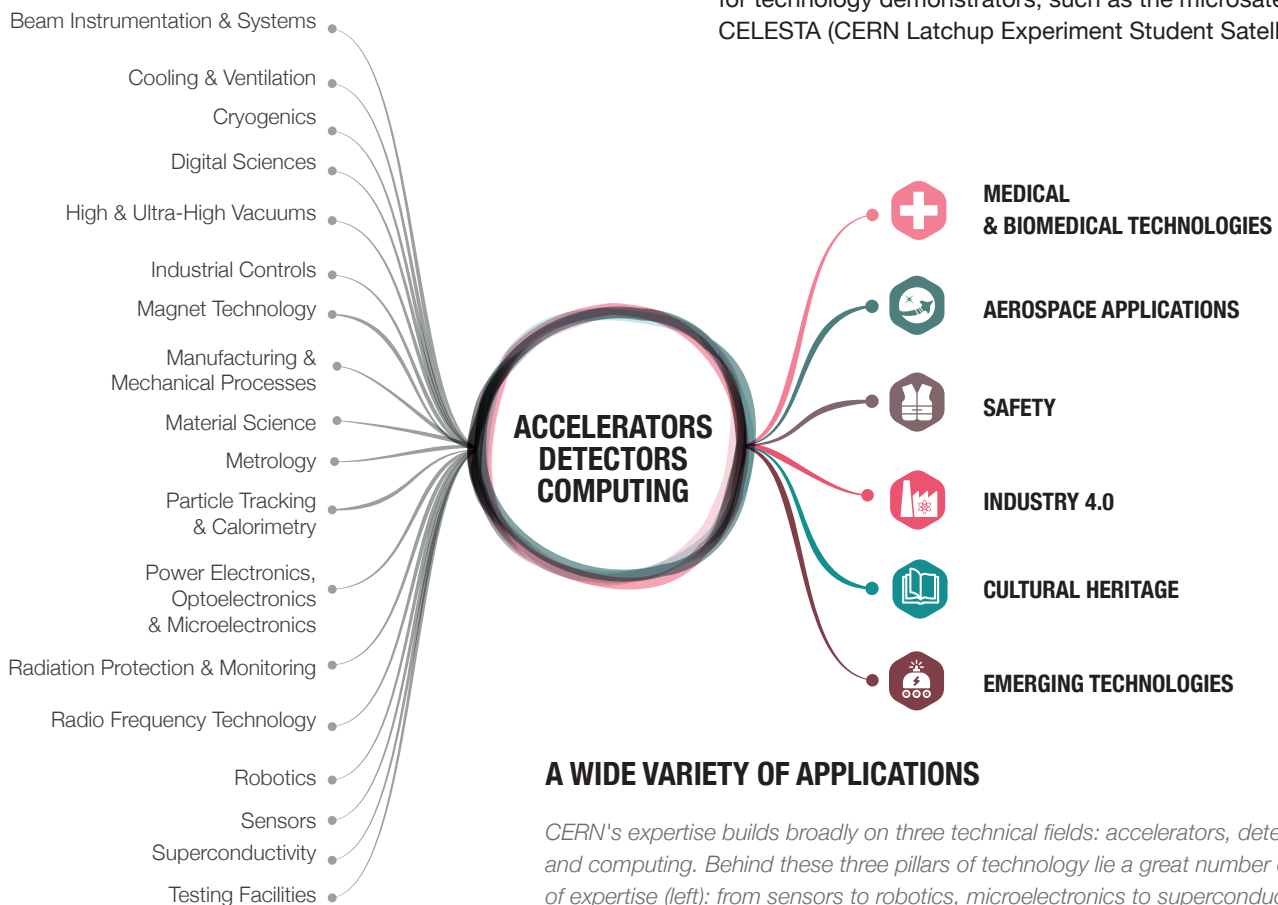 for technology demonstrators, such as the
CELESTA (CERN Latchup Experiment Student
Beam Instrumentation & Systems
Cooling & Ventilation
Cryogenics
Digital Sciences
High & Ultra-High Vacuums
Industrial Controls
Magnet Technology
Manufacturing &
Mechanical Processes
Material Science
Metrology
Particle Tracking
& Calorimetry
Power Electronics,
Optoelectronics
& Microelectronics
Radiation Protection & Monitoring
Radio Frequency Technology
Robotics
Sensors
Superconductivity
Testing Facilities
ACCELERATORS
DETECTORS
COMPUTING
MEDICAL
& BIOMEDICAL TECHNOLOGIES
AEROSPACE APPLICATIONS
SAFETY
INDUSTRY 4.0
CULTURAL HERITAGE
EMERGING TECHNOLOGIES
A WIDE VARIETY OF APPLICATIONS
CERN's expertise builds broadly on three technical fields: accelerators,
and computing. Behind these three pillars of technology lie a great number
of expertise (left): from sensors to robotics, microelectronics to